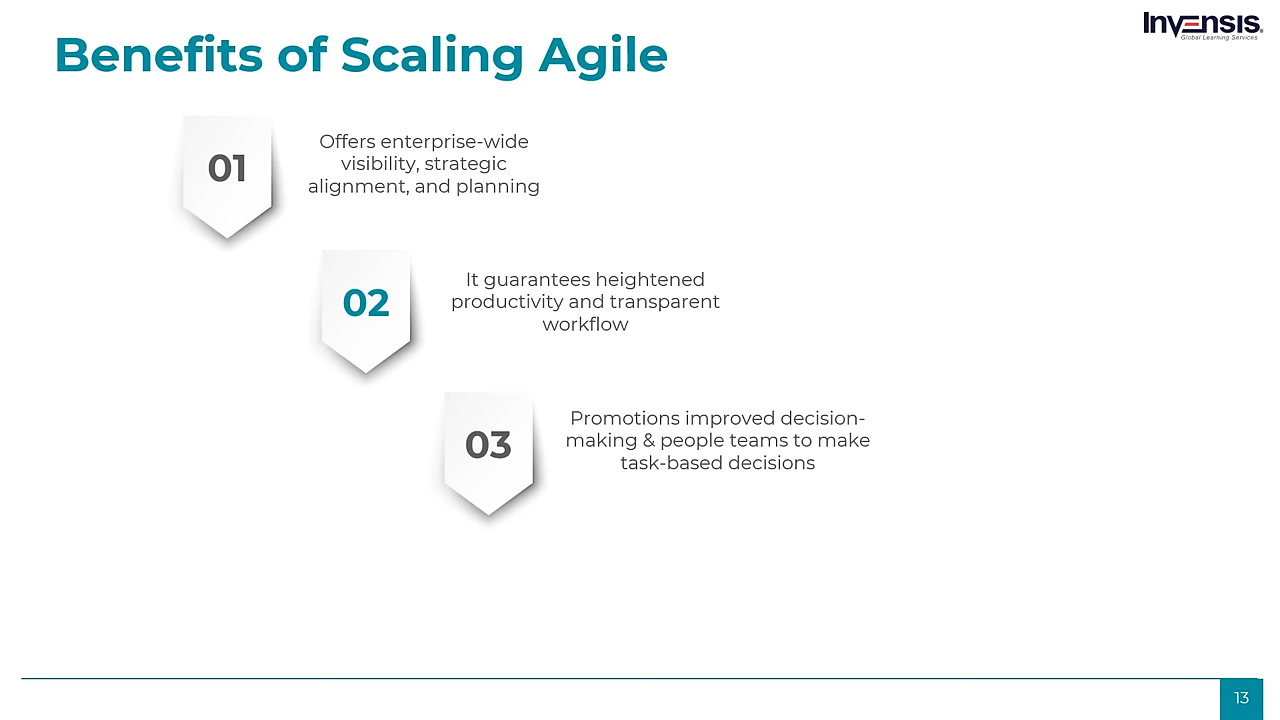 Benefits of Scaling Agile
Invensis®
Global Learning Services
01
Offers enterprise-wide
visibility, strategic
alignment, and planning
02
It guarantees heightened
productivity and transparent
workflow
03
Promotions improved decision-
making & people teams to make
task-based decisions
13